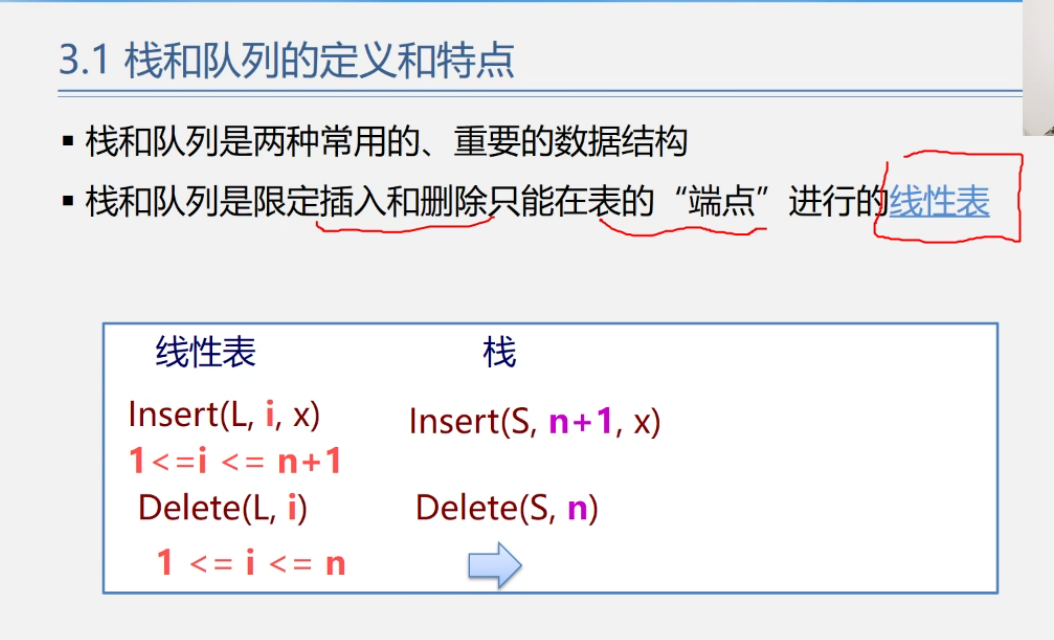 3.1 栈和队列的定义和特点
▪ 栈和队列是两种常用的、重要的数据结构
▪ 栈和队列是限定插入和删除只能在表的“端点”进行的线性表
线性表 栈
Insert(L, i, x) Insert(S, n+1, x)
1<=i <= n+1
Delete(L, i) Delete(S, n)
1 <= i <= n